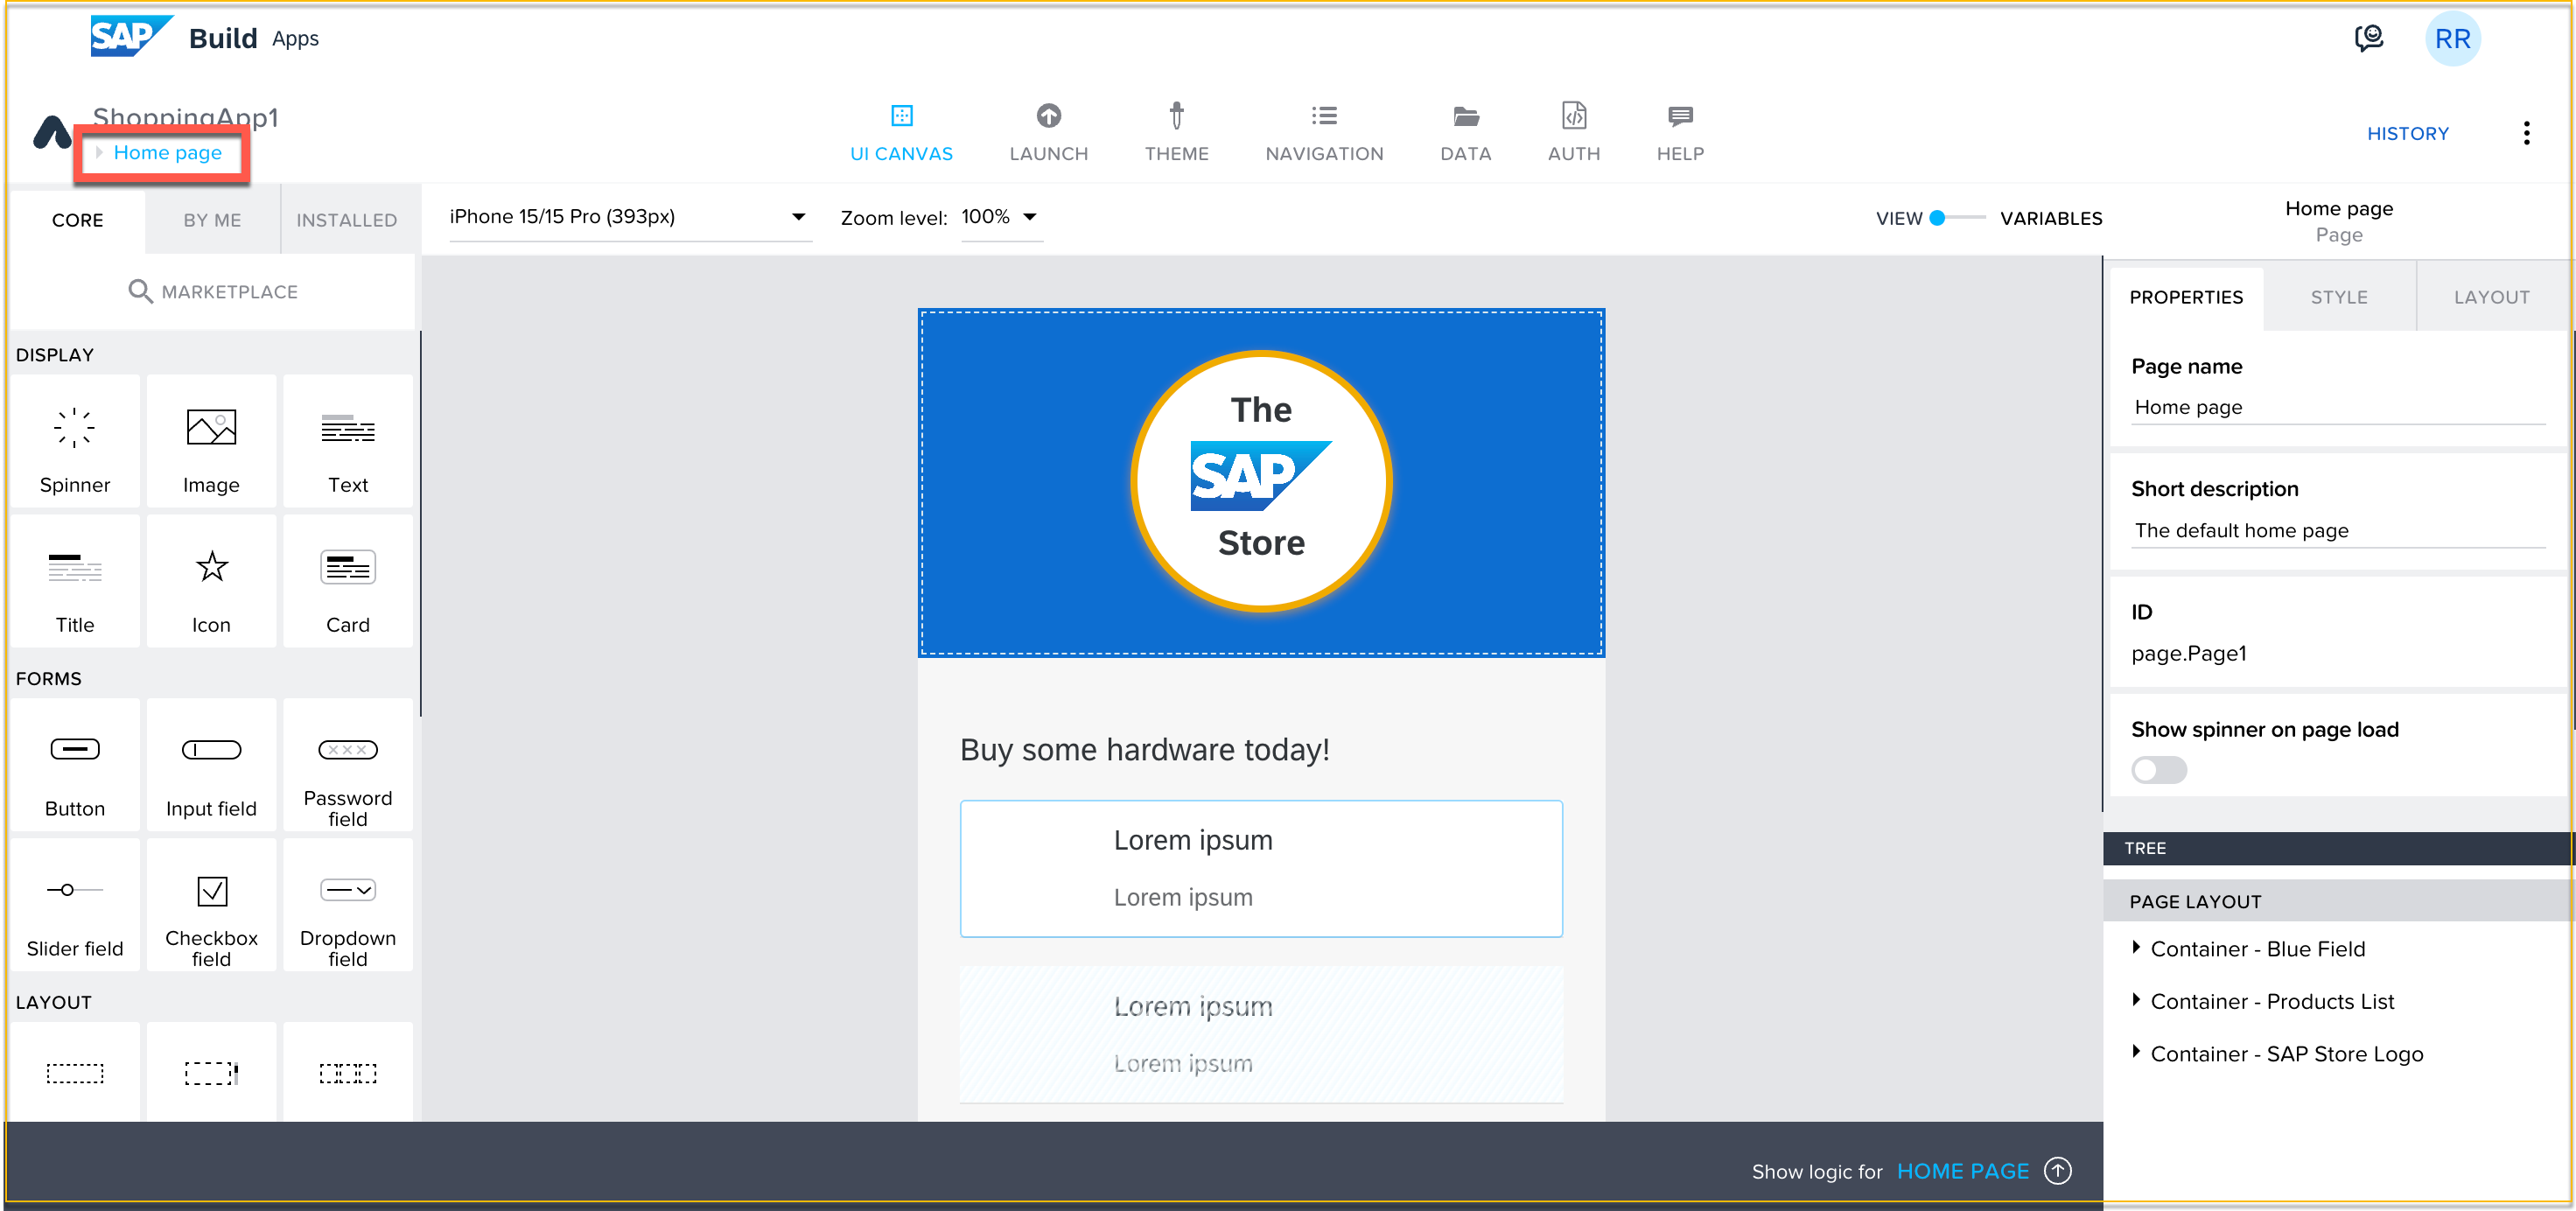 SAP Build Apps
RR
ShoppingApp1
Home page
UI CANVAS
LAUNCH
THEME
NAVIGATION
DATA
AUTH
HELP
HISTORY
CORE
BY ME
INSTALLED
MARKETPLACE
DISPLAY
Spinner
Image
Text
Title
Icon
Card
FORMS
Button
Input field
Password
field
Slider field
Checkbox
field
Dropdown
field
LAYOUT
iPhone 15/15 Pro (393px)
Zoom level: 100%
VIEW
VARIABLES
The
SAP
Store
Buy some hardware today!
Lorem ipsum
Lorem ipsum
Lorem ipsum
Lorem ipsum
Show logic for HOME PAGE
Home page
Page
PROPERTIES
STYLE
LAYOUT
Page name
Home page
Short description
The default home page
ID
page.Page1
Show spinner on page load
TREE
PAGE LAYOUT
Container - Blue Field
Container - Products List
Container - SAP Store Logo